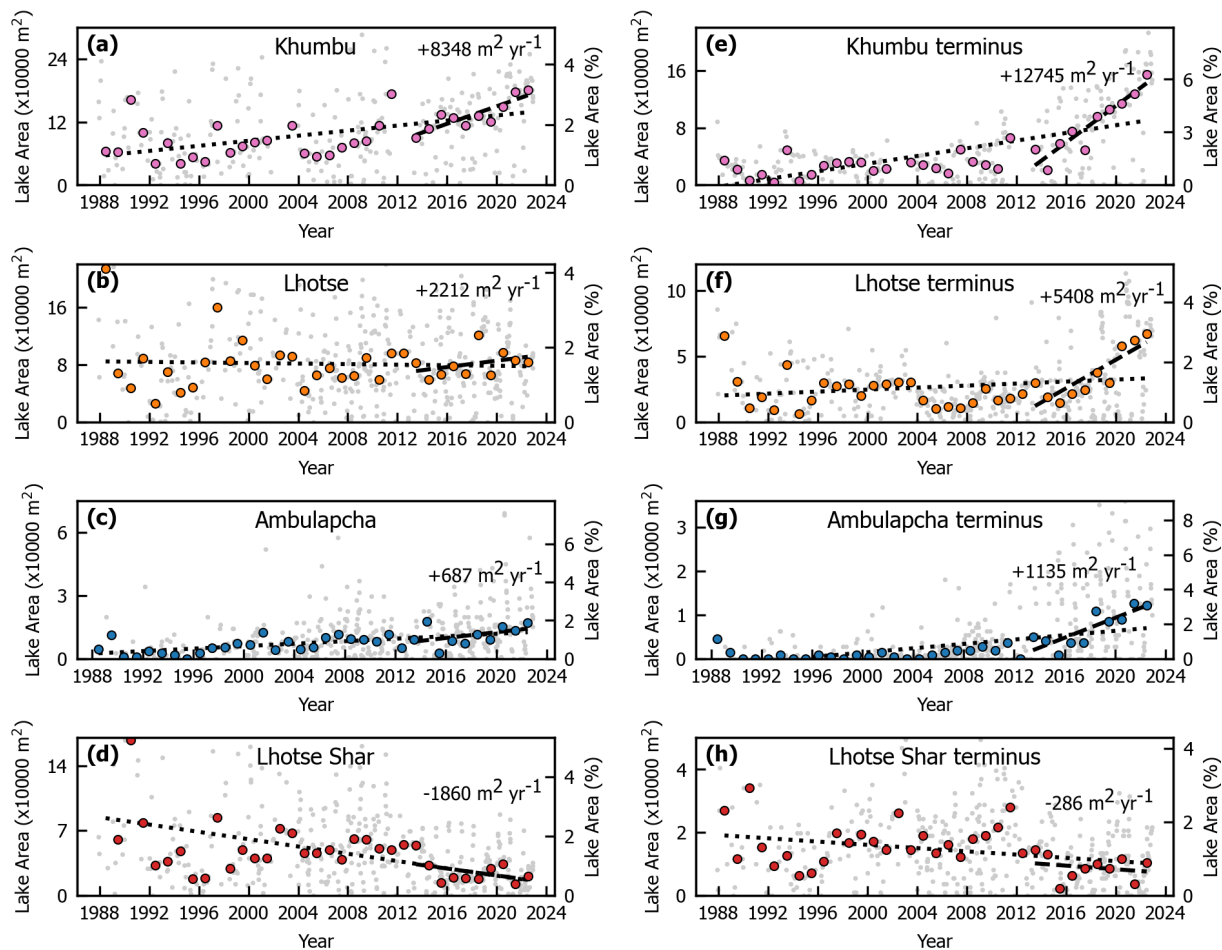 (a) Khumbu +8348 m² yr⁻¹
Lake Area (x10000 m²)
24
12
0
4
2
0
Lake Area (%)
1988 1992 1996 2000 2004 2008 2012 2016 2020 2024
Year
(e) Khumbu terminus
+12745 m² yr⁻¹
Lake Area (x10000 m²)
16
8
0
6
3
0
Lake Area (%)
1988 1992 1996 2000 2004 2008 2012 2016 2020 2024
Year
(b) Lhotse
+2212 m² yr⁻¹
Lake Area (x10000 m²)
16
8
0
4
2
0
Lake Area (%)
1988 1992 1996 2000 2004 2008 2012 2016 2020 2024
Year
(f) Lhotse terminus
+5408 m² yr⁻¹
Lake Area (x10000 m²)
10
5
0
4
2
0
Lake Area (%)
1988 1992 1996 2000 2004 2008 2012 2016 2020 2024
Year
(c) Ambulapcha
+687 m² yr⁻¹
Lake Area (x10000 m²)
6
3
0
6
4
2
0
Lake Area (%)
1988 1992 1996 2000 2004 2008 2012 2016 2020 2024
Year
(g) Ambulapcha terminus
+1135 m² yr⁻¹
Lake Area (x10000 m²)
3
2
1
0
8
6
4
2
0
Lake Area (%)
1988 1992 1996 2000 2004 2008 2012 2016 2020 2024
Year
(d) Lhotse Shar
-1860 m² yr⁻¹
Lake Area (x10000 m²)
14
7
0
4
2
0
Lake Area (%)
1988 1992 1996 2000 2004 2008 2012 2016 2020 2024
Year
(h) Lhotse Shar terminus
-286 m² yr⁻¹
Lake Area (x10000 m²)
4
2
0
4
2
0
Lake Area (%)
1988 1992 1996 2000 2004 2008 2012 2016 2020 2024
Year